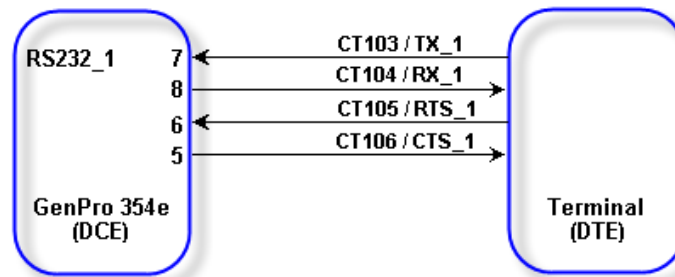 CT103 / TX_1
RS232_1 7
CT104 / RX_1
8
CT105 / RTS_1
6
CT106 / CTS_1
5
GenPro 354e
(DCE)
Terminal
(DTE)